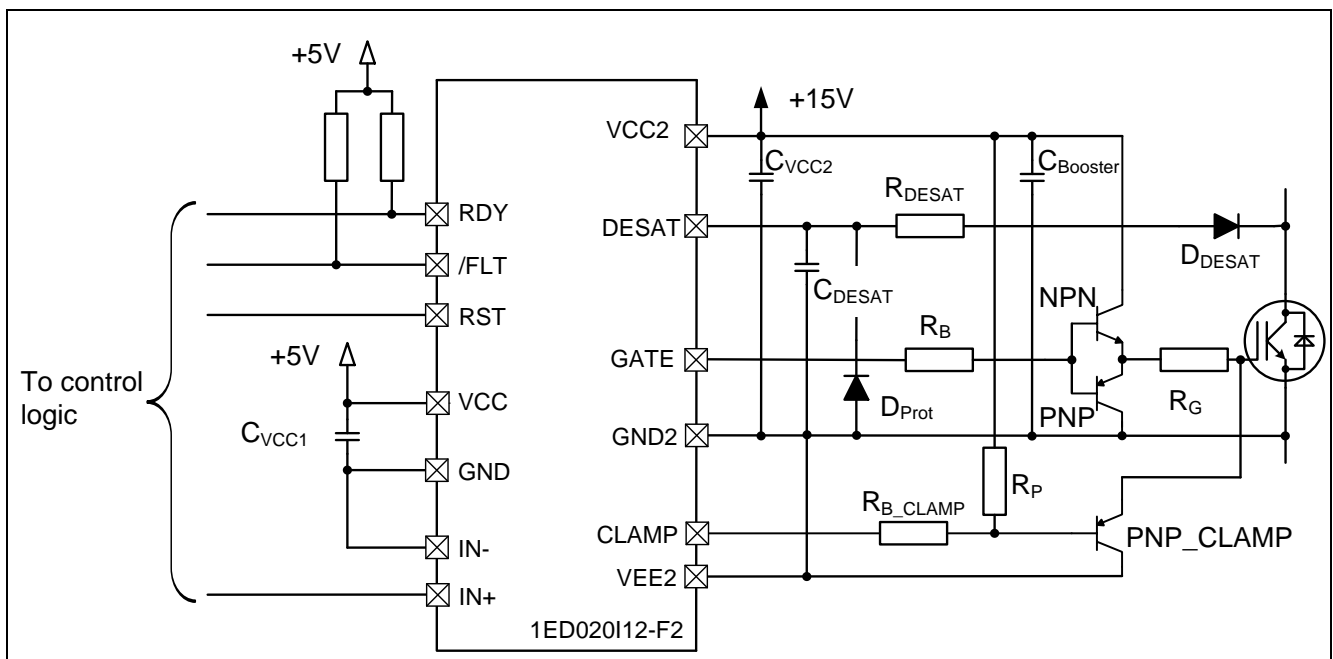 +5V
+15V
VCC2
CVCC2
CBooster
RDESAT
RDY
DESAT
DDESAT
/FLT
CDESAT
NPN
RST
RB
+5V
GATE
To control
logic
VCC
DProt
PNP
RG
CVCC1
GND2
GND
RP
RB_CLAMP
CLAMP
PNP_CLAMP
IN-
VEE2
IN+
1ED020I12-F2